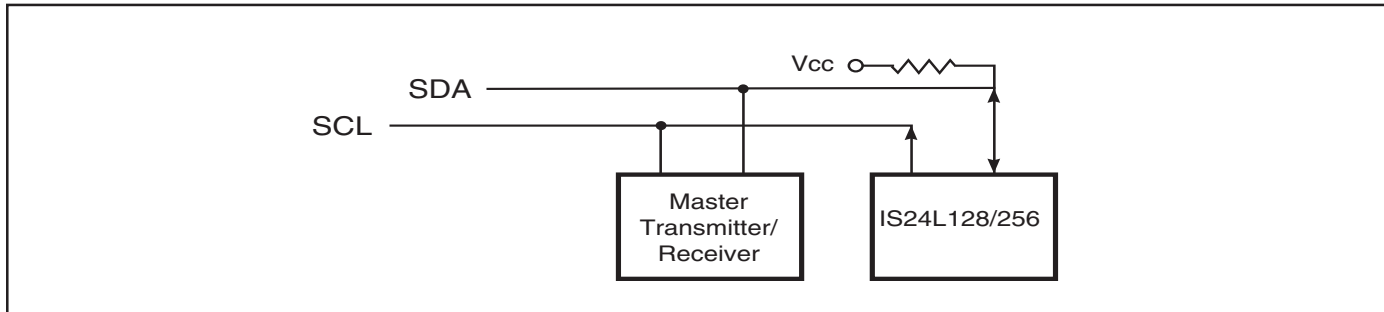 Vcc
SDA
SCL
Master
Transmitter/
Receiver
IS24L128/256